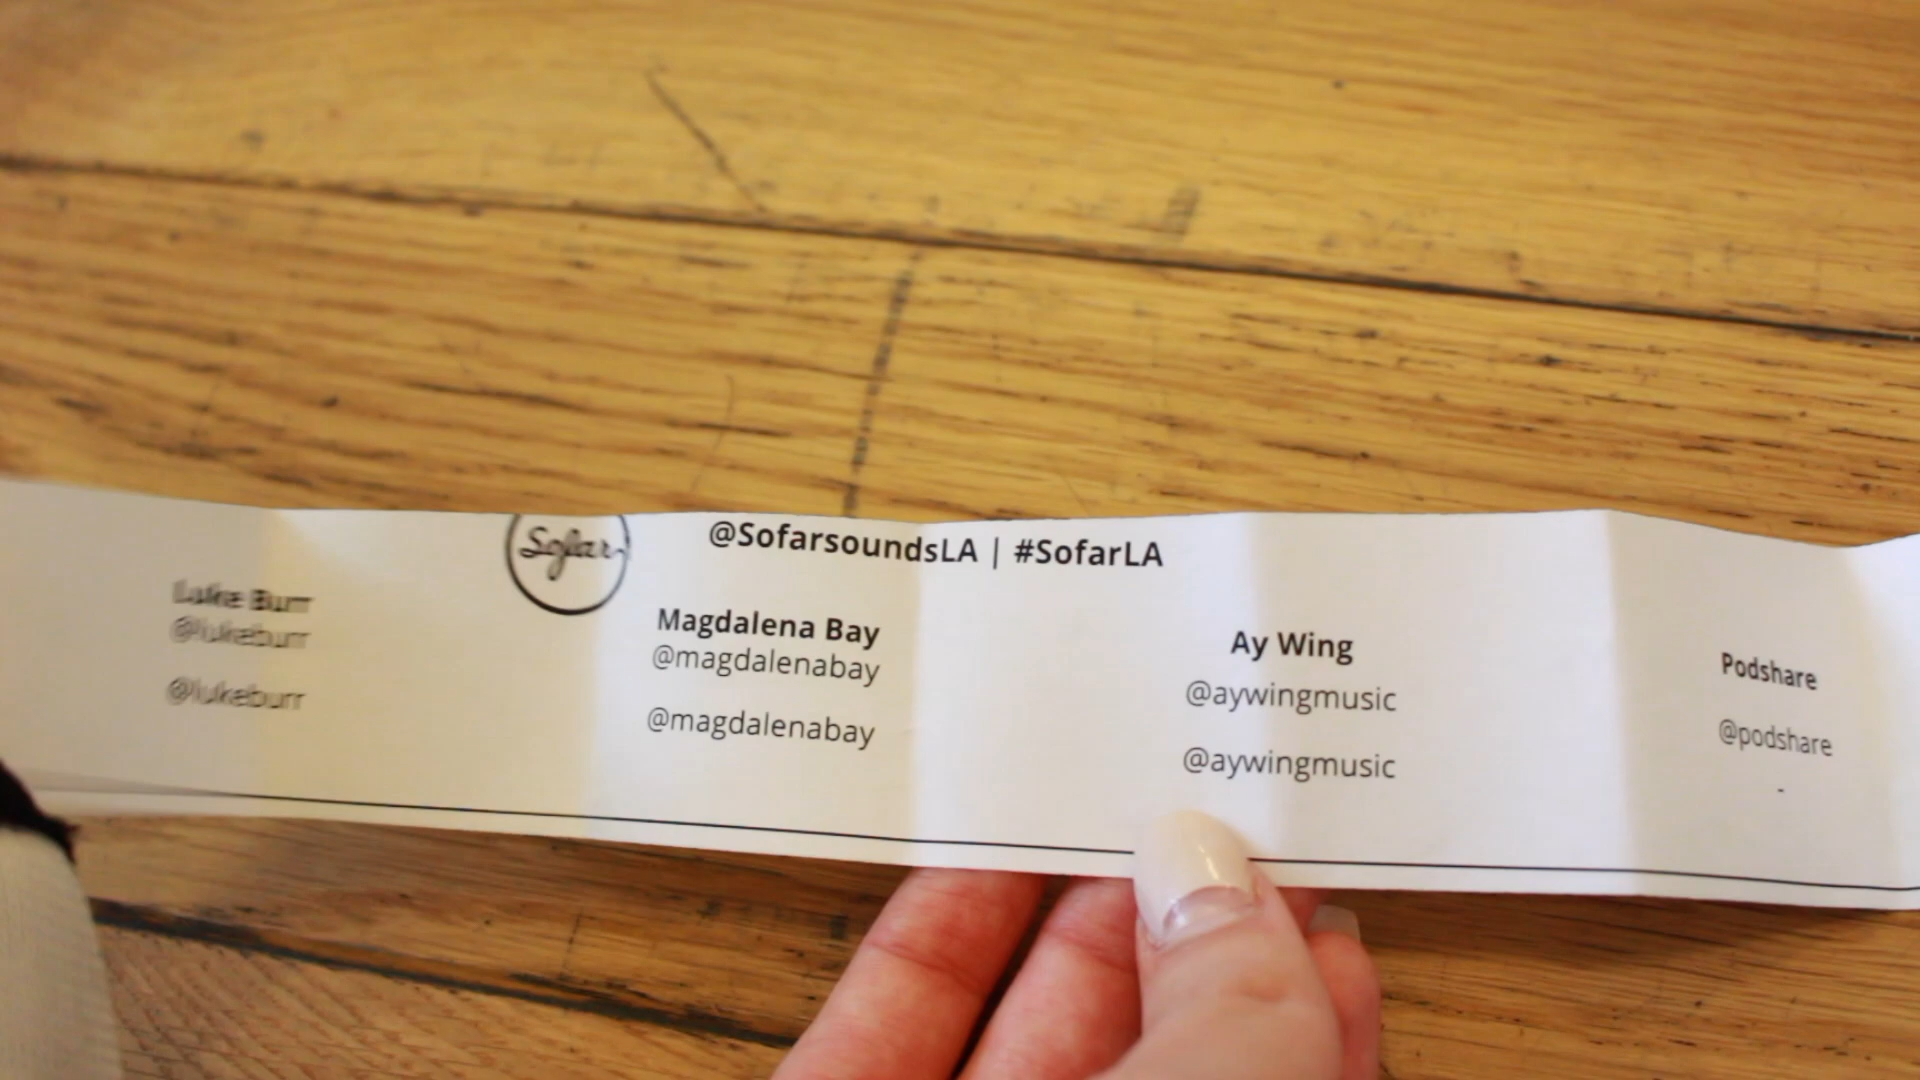 Sofar
@SofarsoundsLA | #SofarLA
Luke Burr
@lukeburr
@lukeburr
Magdalena Bay
@magdalenabay
@magdalenabay
Ay Wing
@aywingmusic
@aywingmusic
Podshare
@podshare
-